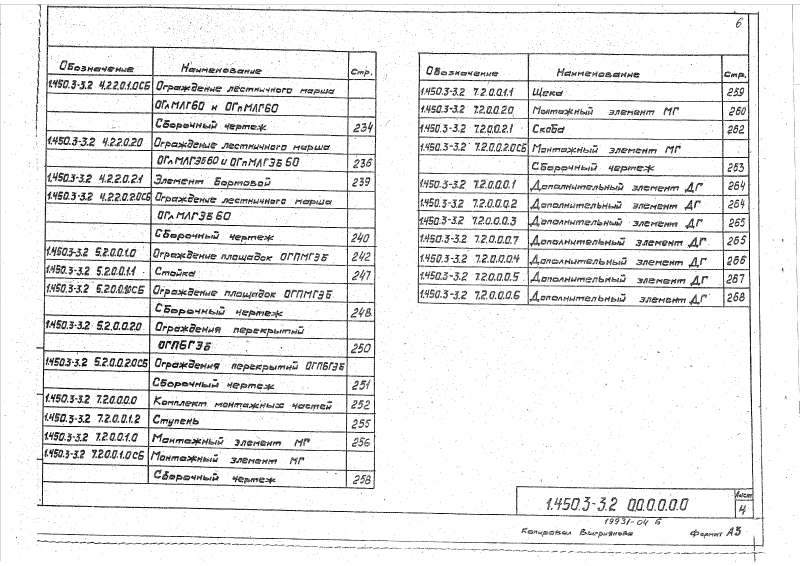 6
Обозначение Наименование Стр.
1.450.3-3.2 4.2.2.0.1.0СБ Ограждение лестничного марша
ОГлМЛГ60 и ОГпМЛГ60
Сборочный чертеж 234
1.450.3-3.2 4.2.2.0.2.0 Ограждение лестничного марша
ОГлМЛГЭБ60 и ОГпМЛГЭБ 60 236
1.450.3-3.2 4.2.2.0.2.1 Элемент бортовой 239
1.450.3-3.2 4.2.2.0.2.0СБ Ограждение лестничного марша
ОГлМЛГЭБ 60
Сборочный чертеж 240
1.450.3-3.2 5.2.0.0.1.0 Ограждение площадок ОГПМГЭБ 242
1.450.3-3.2 5.2.0.0.1.1 Стойка 247
1.450.3-3.2 5.2.0.0.1.0СБ Ограждение площадок ОГПМГЭБ
Сборочный чертеж 248
1.450.3-3.2 5.2.0.0.2.0 Ограждения перекрытий
ОГПБГЭБ 250
1.450.3-3.2 5.2.0.0.2.0СБ Ограждения перекрытий ОГПБГЭБ
Сборочный чертеж 251
1.450.3-3.2 7.2.0.0.0.0 Комплект монтажных частей 252
1.450.3-3.2 7.2.0.0.1.2 Ступень 255
1.450.3-3.2 7.2.0.0.1.0 Монтажный элемент МГ 256
1.450.3-3.2 7.2.0.0.1.0СБ Монтажный элемент МГ
Сборочный чертеж 258
Обозначение Наименование Стр.
1.450.3-3.2 7.2.0.0.1.1 Щека 259
1.450.3-3.2 7.2.0.0.2.0 Монтажный элемент МГ 260
1.450.3-3.2 7.2.0.0.2.1 Скоба 262
1.450.3-3.2 7.2.0.0.2.0СБ Монтажный элемент МГ
Сборочный чертеж 263
1.450.3-3.2 7.2.0.0.0.1 Дополнительный элемент ДГ 264
1.450.3-3.2 7.2.0.0.0.2 Дополнительный элемент ДГ 264
1.450.3-3.2 7.2.0.0.0.3 Дополнительный элемент ДГ 265
1.450.3-3.2 7.2.0.0.0.7 Дополнительный элемент ДГ 265
1.450.3-3.2 7.2.0.0.0.4 Дополнительный элемент ДГ 266
1.450.3-3.2 7.2.0.0.0.5 Дополнительный элемент ДГ 267
1.450.3-3.2 7.2.0.0.0.6 Дополнительный элемент ДГ 268
1.450.3-3.2 0.0.0.0.0.0
Лист
4
19931-04 6
Копировал Формат А3